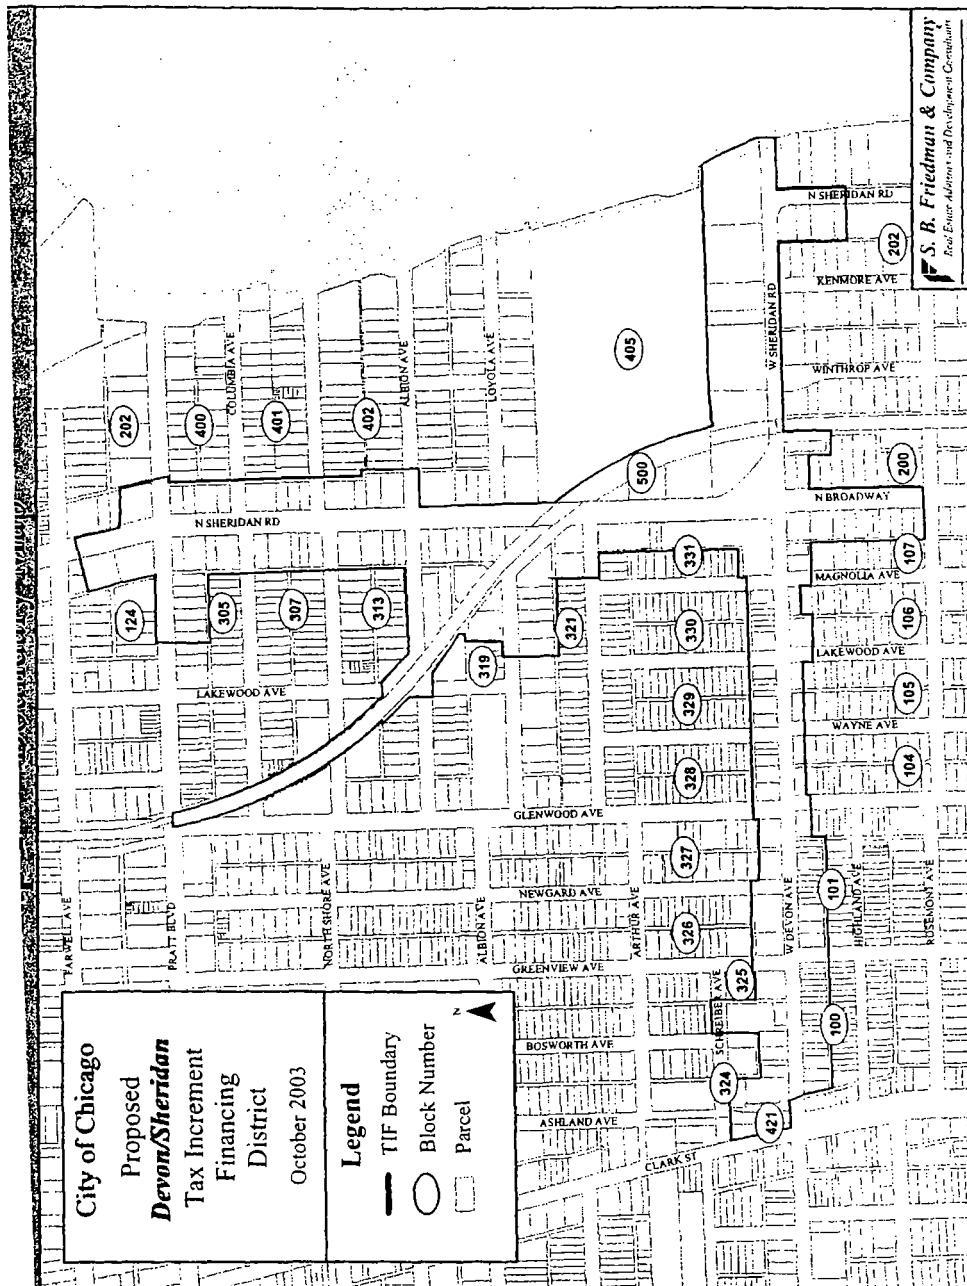 City of Chicago
Proposed
Devon/Sheridan
Tax Increment
Financing
District
October 2003
Legend
TIF Boundary
Block Number
Parcel
N
FARWELL AVE
PRATT BLVD
NORTH SHORE AVE
ALBION AVE
ARTHUR AVE
SCHREIBER AVE
W DEVON AVE
HIGHLAND AVE
ROSEMONT AVE
CLARK ST
ASHLAND AVE
BOSWORTH AVE
GREENVIEW AVE
NEWGARD AVE
GLENWOOD AVE
LAKEWOOD AVE
N SHERIDAN RD
COLUMBIA AVE
ALBION AVE
LOYOLA AVE
W SHERIDAN RD
N SHERIDAN RD
KENMORE AVE
WINTHROP AVE
N BROADWAY
MAGNOLIA AVE
LAKEWOOD AVE
WAYNE AVE
202
400
401
402
405
500
202
200
124
305
307
313
319
321
331
330
329
328
327
326
325
324
421
107
106
105
104
101
100
S. B. Friedman & Company
Real Estate Advisors and Development Consultants